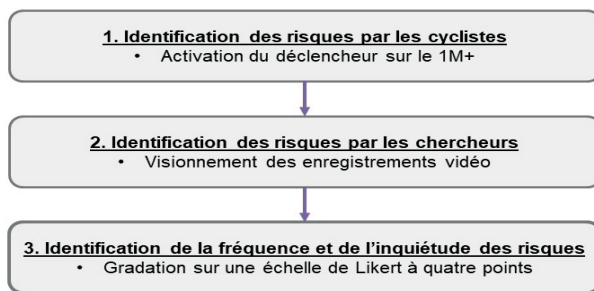 1. Identification des risques par les cyclistes
• Activation du déclencheur sur le 1M+
2. Identification des risques par les chercheurs
• Visionnement des enregistrements vidéo
3. Identification de la fréquence et de l'inquiétude des risques
• Gradation sur une échelle de Likert à quatre points